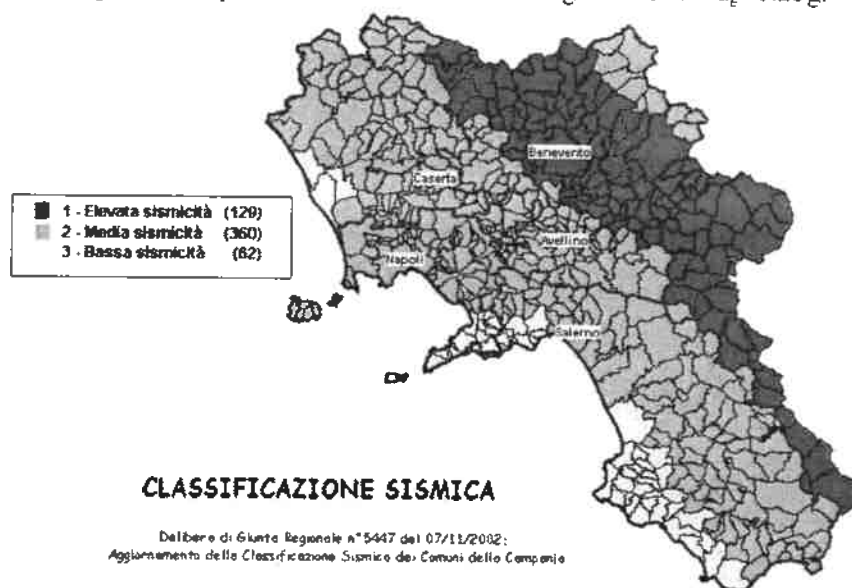 Benevento
Caserta
1 - Elevata sismicità (129)
2 - Media sismicità (360)
3 - Bassa sismicità (62)
Avellino
Napoli
Salerno
CLASSIFICAZIONE SISMICA
Delibera di Giunta Regionale n°5447 del 07/11/2002:
Aggiornamento della Classificazione Sismica dei Comuni della Campania